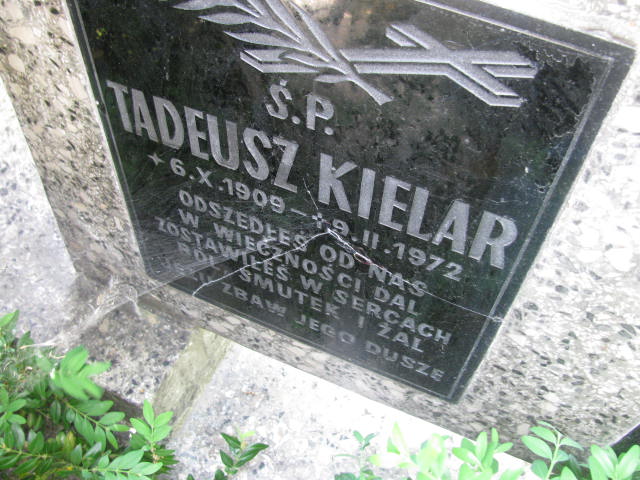 Ś.P.
TADEUSZ KIELAR
* 6.X.1909 – + 9.II.1972
ODSZEDŁEŚ OD NAS
W WIECZNOŚCI DAL
ZOSTAWIŁEŚ W SERCACH
BÓL, SMUTEK I ŻAL
ZBAW JEGO DUSZE